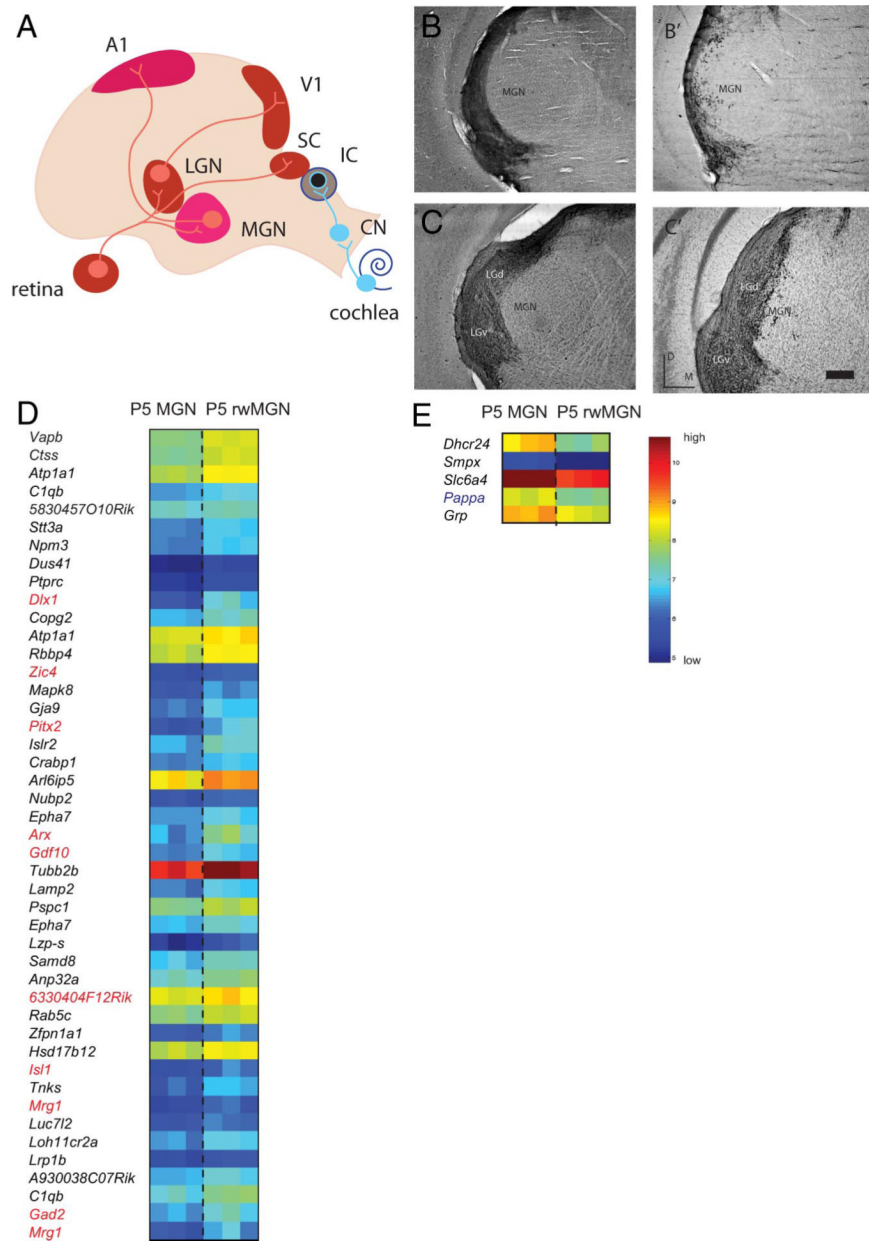 A
A1
V1
SC
IC
LGN
MGN
CN
retina
cochlea
B
MGN
B'
MGN
C
LGd
MGN
LGv
C'
LGd
MGN
LGv
D
M
D
P5 MGN P5 rwMGN
Vapb
Ctss
Atp1a1
C1qb
5830457O10Rik
Stt3a
Npm3
Dus41
Ptprc
Dlx1
Copg2
Atp1a1
Rbbp4
Zic4
Mapk8
Gja9
Pitx2
Islr2
Crabp1
Arl6ip5
Nubp2
Epha7
Arx
Gdf10
Tubb2b
Lamp2
Pspc1
Epha7
Lzp-s
Samd8
Anp32a
6330404F12Rik
Rab5c
Zfpn1a1
Hsd17b12
Isl1
Tnks
Mrg1
Luc7l2
Loh11cr2a
Lrp1b
A930038C07Rik
C1qb
Gad2
Mrg1
E
P5 MGN P5 rwMGN
Dhcr24
Smpx
Slc6a4
Pappa
Grp
high
10
9
8
7
6
5
low